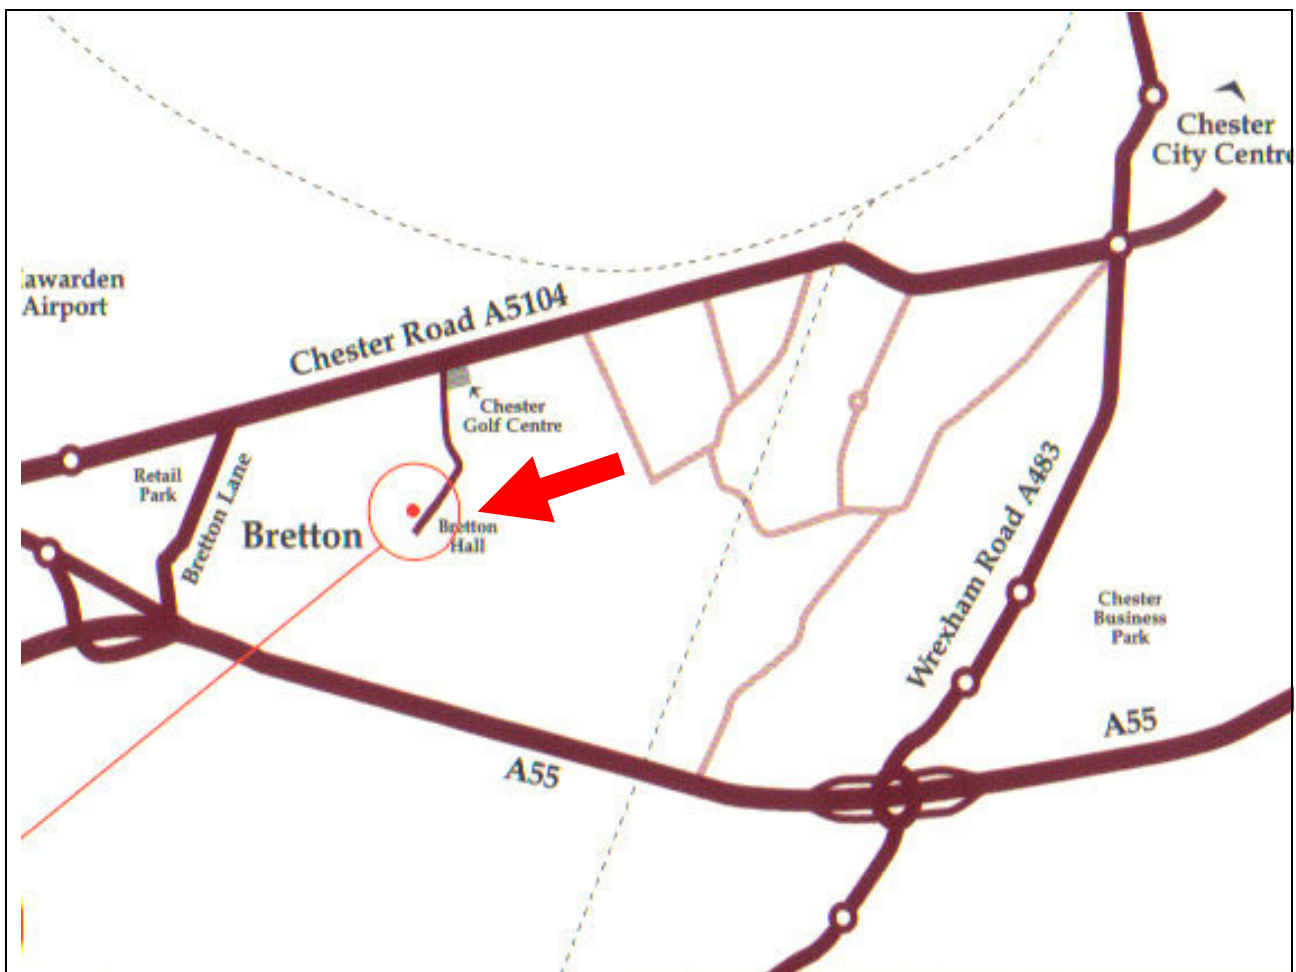 Chester
City Centre
awarden
Airport
Chester Road A5104
Chester
Golf Centre
Retail
Park
Bretton Lane
Bretton
Bretton
Hall
Wrexham Road A483
Chester
Business
Park
A55
A55